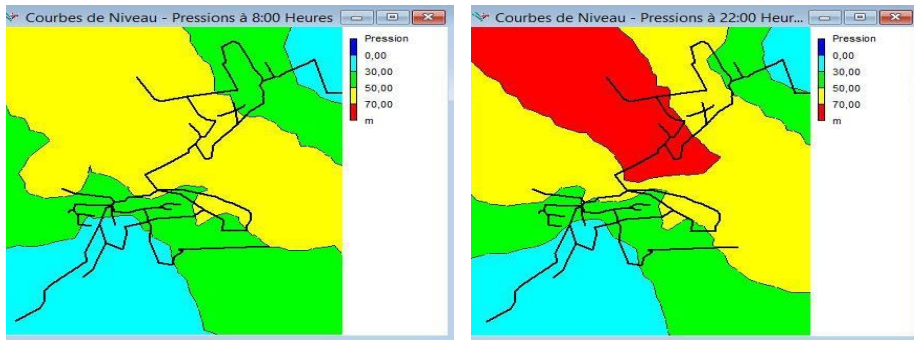 Courbes de Niveau - Pressions à 8:00 Heures
Pression
0,00
30,00
50,00
70,00
m
Courbes de Niveau - Pressions à 22:00 Heur...
Pression
0,00
30,00
50,00
70,00
m